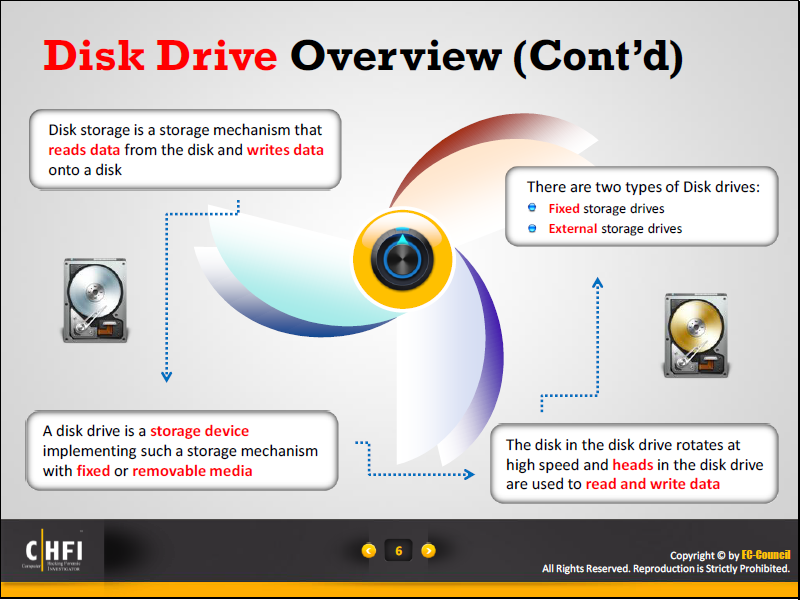 Disk Drive Overview (Cont'd)
Disk storage is a storage mechanism that
reads data from the disk and writes data
onto a disk
There are two types of Disk drives:
Fixed storage drives
External storage drives
A disk drive is a storage device
implementing such a storage mechanism
with fixed or removable media
The disk in the disk drive rotates at
high speed and heads in the disk drive
are used to read and write data
CHFI
Computer Hacking Forensic
INVESTIGATOR
6
Copyright © by EC-Council
All Rights Reserved. Reproduction is Strictly Prohibited.